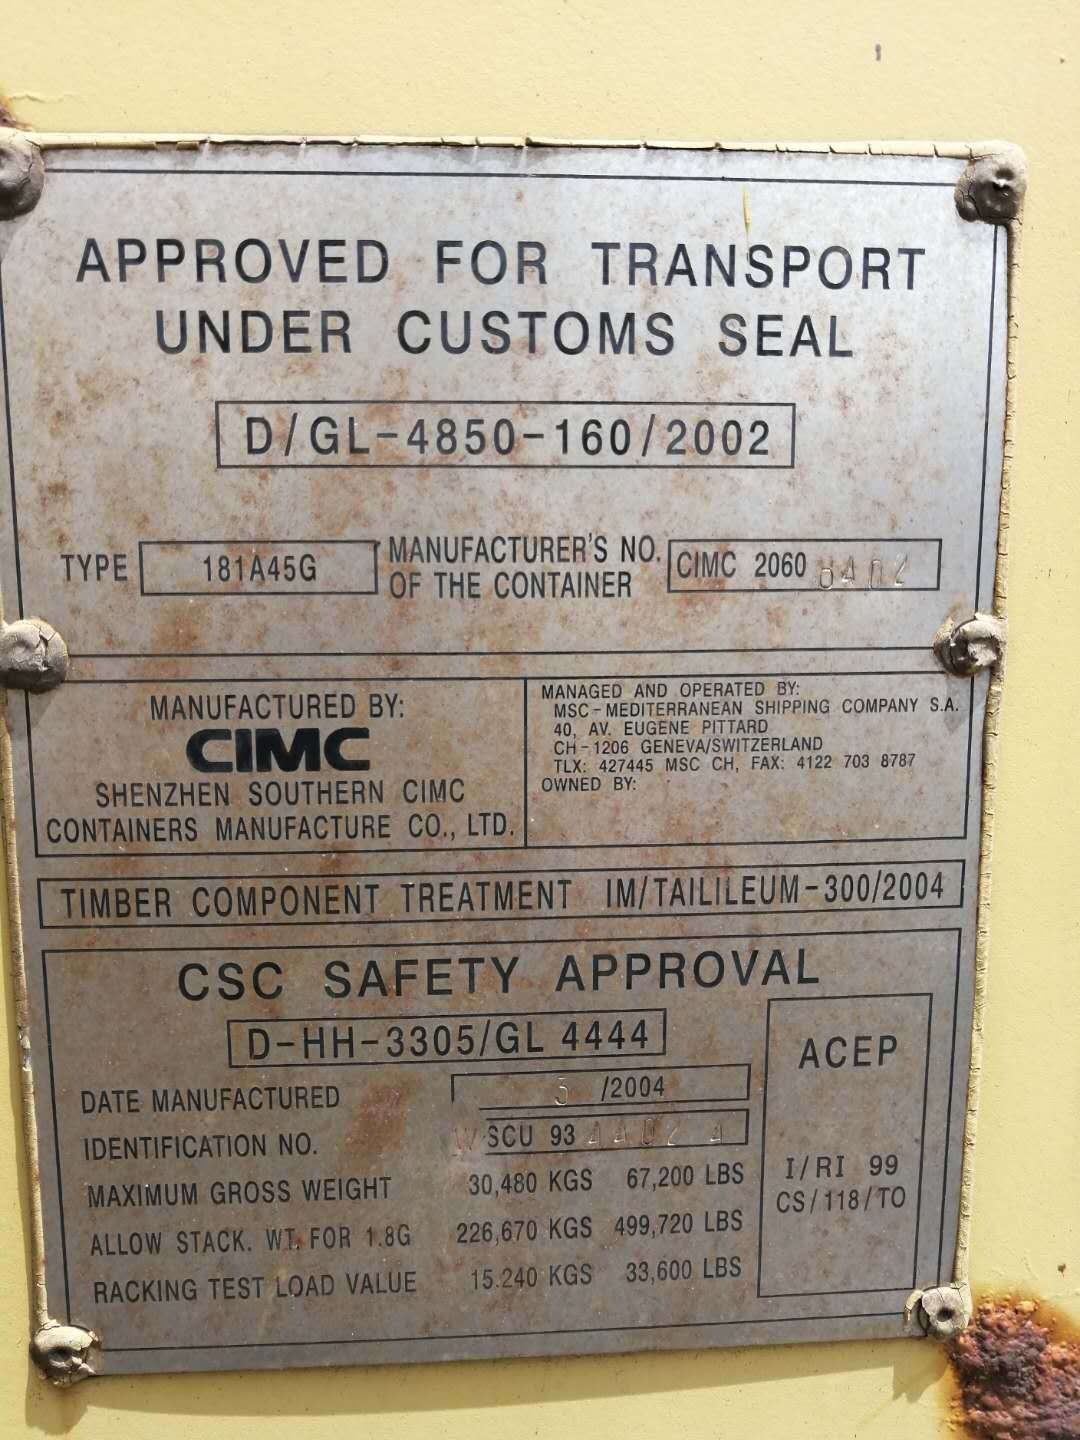 APPROVED FOR TRANSPORT
UNDER CUSTOMS SEAL
D/GL-4850-160/2002
TYPE 181A45G MANUFACTURER'S NO. OF THE CONTAINER CIMC 2060
MANUFACTURED BY:
CIMC
SHENZHEN SOUTHERN CIMC
CONTAINERS MANUFACTURE CO., LTD.
MANAGED AND OPERATED BY:
MSC-MEDITERRANEAN SHIPPING COMPANY S.A.
40, AV. EUGENE PITTARD
CH-1206 GENEVA/SWITZERLAND
TLX: 427445 MSC CH, FAX: 4122 703 8787
OWNED BY:
TIMBER COMPONENT TREATMENT IM/TAILILEUM-300/2004
CSC SAFETY APPROVAL
D-HH-3305/GL 4444
DATE MANUFACTURED /2004
IDENTIFICATION NO. SCU 93
MAXIMUM GROSS WEIGHT 30,480 KGS 67,200 LBS
ALLOW STACK. WT. FOR 1.8G 226,670 KGS 499,720 LBS
RACKING TEST LOAD VALUE 15.240 KGS 33,600 LBS
ACEP
I/RI 99
CS/118/TO